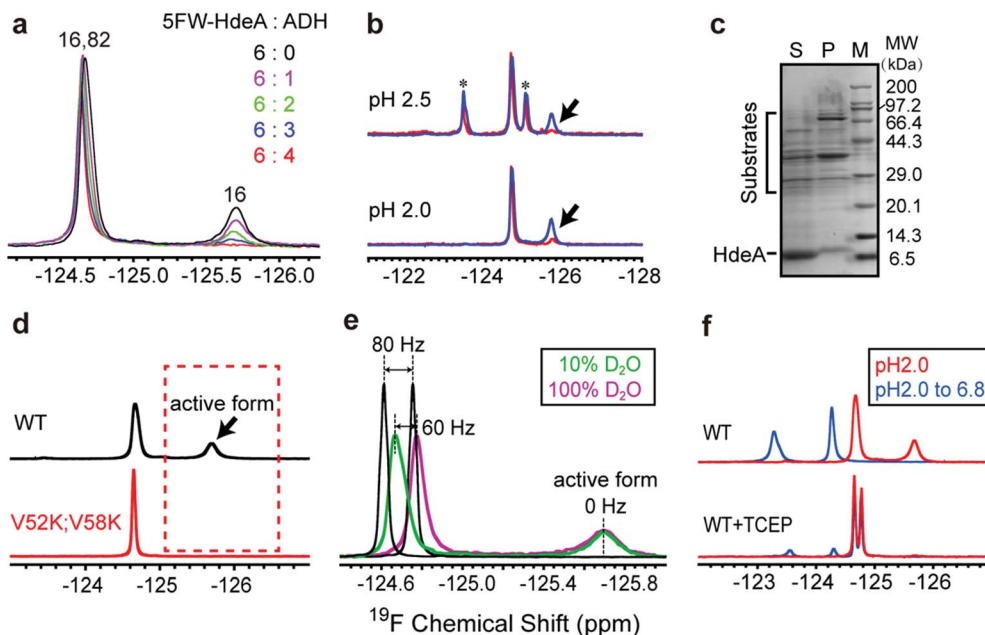 a
5FW-HdeA : ADH
16,82
6 : 0
6 : 1
6 : 2
6 : 3
6 : 4
16
-124.5 -125.0 -125.5 -126.0
b
pH 2.5
* *
pH 2.0
-122 -124 -126 -128
c
S P M MW
(kDa)
200
97.2
66.4
44.3
29.0
20.1
14.3
6.5
Substrates
HdeA
d
WT
active form
V52K;V58K
-124 -125 -126
e
80 Hz
10% D₂O
100% D₂O
60 Hz
active form
0 Hz
-124.6 -125.0 -125.6 -125.8
¹⁹F Chemical Shift (ppm)
f
pH2.0
pH2.0 to 6.8
WT
WT+TCEP
-123 -124 -125 -126